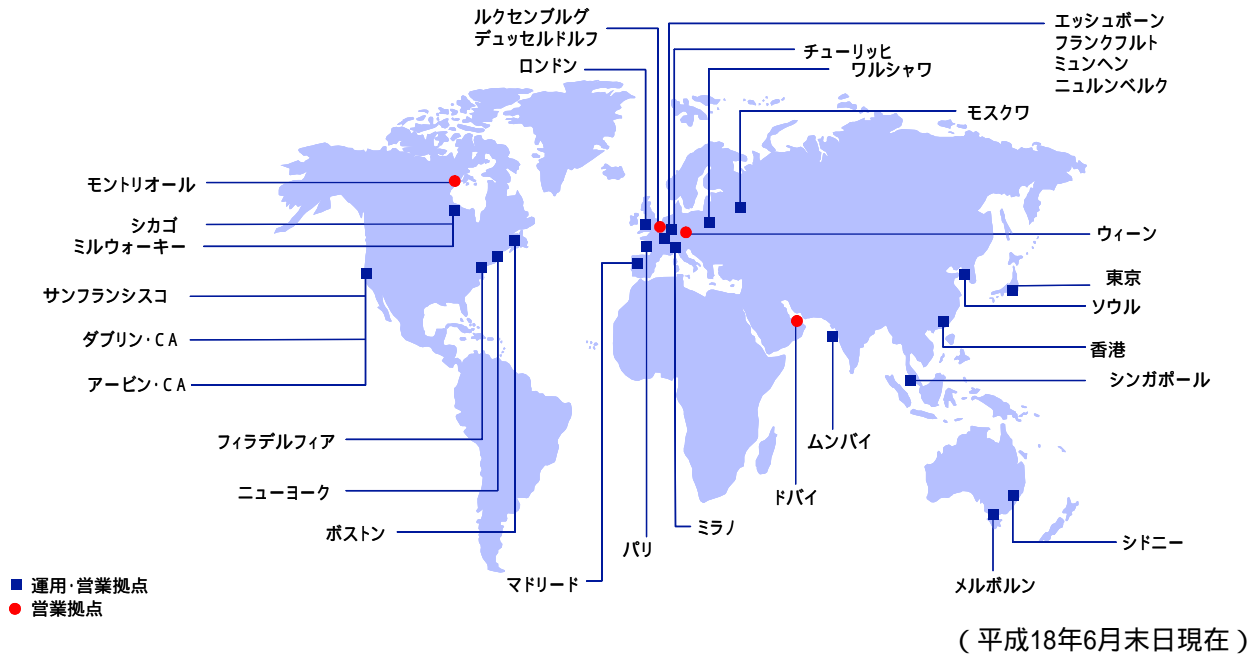 ルクセンブルグ
デュッセルドルフ
ロンドン
エッシュボーン
フランクフルト
ミュンヘン
ニュルンベルク
チューリッヒ
ワルシャワ
モスクワ
モントリオール
シカゴ
ミルウォーキー
サンフランシスコ
ダブリン・CA
アービン・CA
フィラデルフィア
ニューヨーク
ボストン
マドリード
パリ
ミラノ
ドバイ
ムンバイ
ウィーン
東京
ソウル
香港
シンガポール
シドニー
メルボルン
運用・営業拠点
営業拠点
(平成18年6月末日現在)